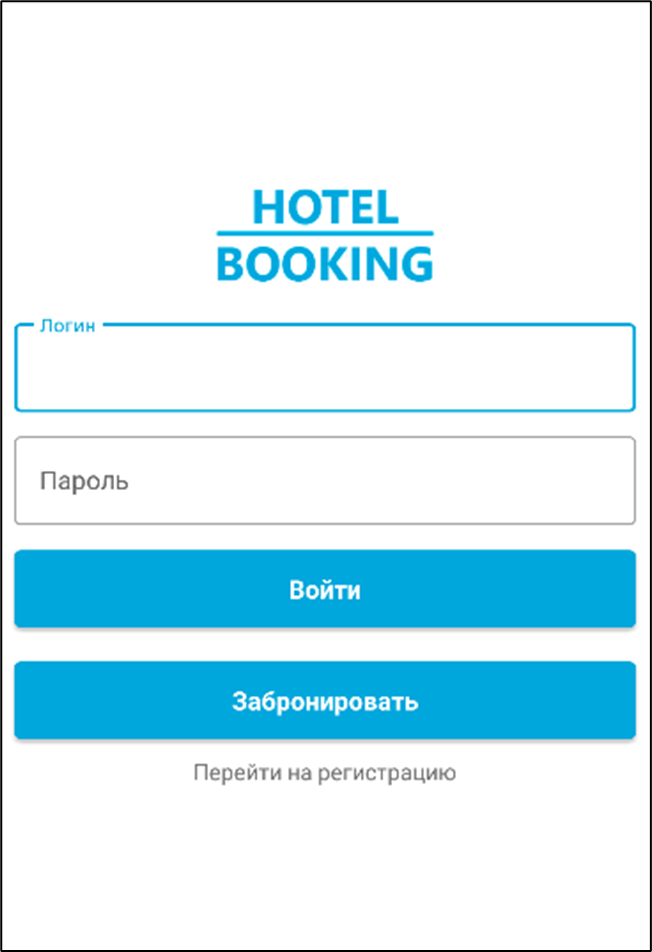 HOTEL
BOOKING
Логин
Пароль
Войти
Забронировать
Перейти на регистрацию